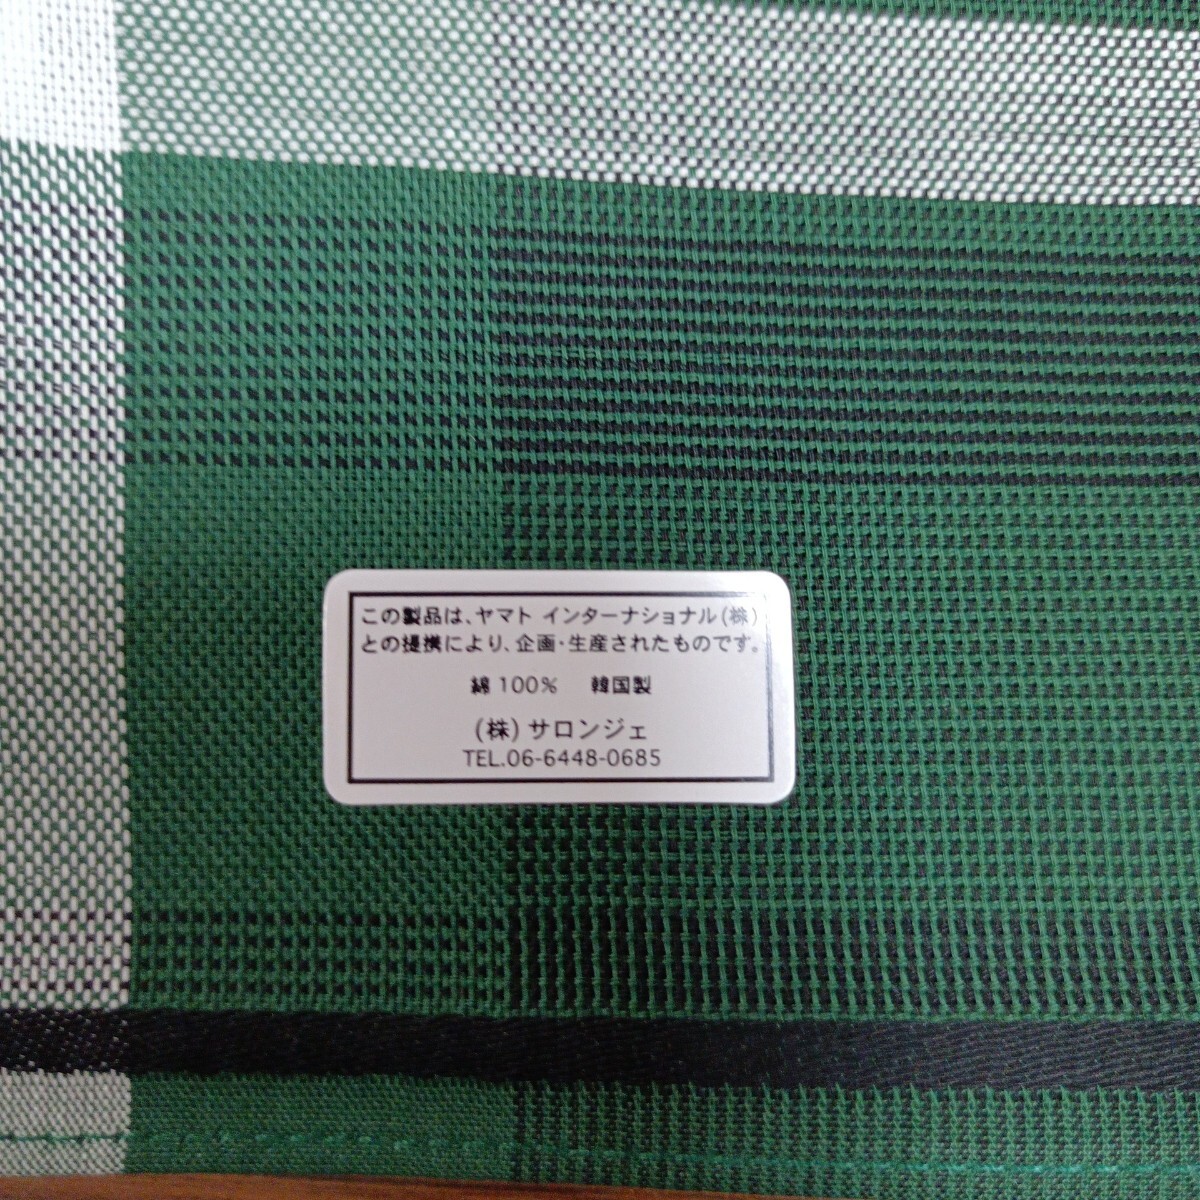 この製品は、ヤマト インターナショナル(株)
との提携により、企画・生産されたものです。
綿 100% 韓国製
(株) サロンジェ
TEL.06-6448-0685